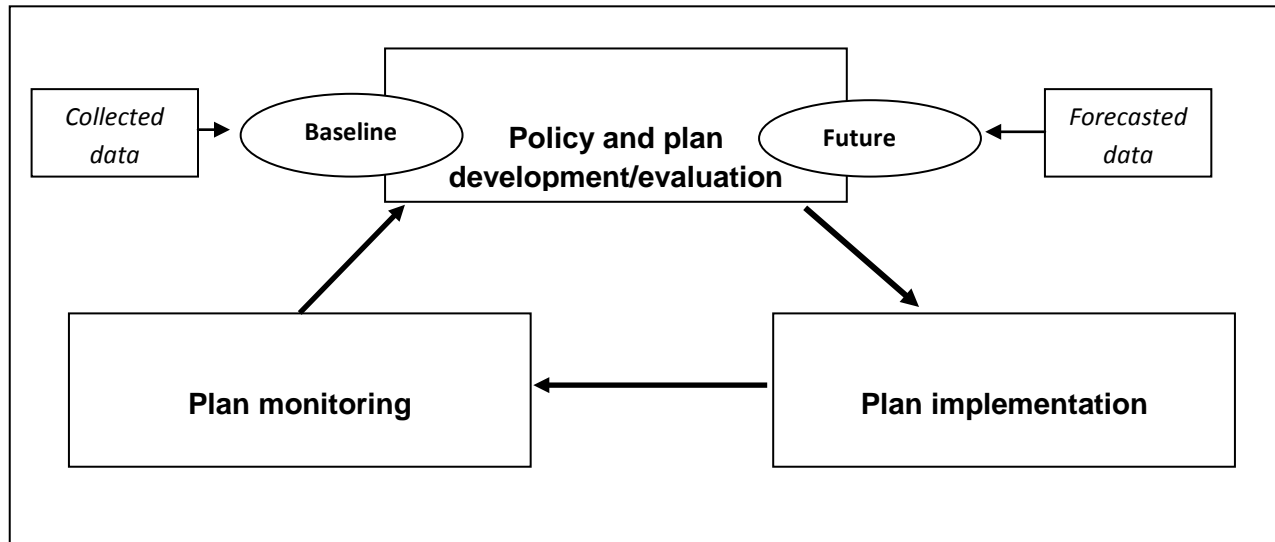 Collected
data
Baseline
Policy and plan
development/evaluation
Future
Forecasted
data
Plan monitoring
Plan implementation